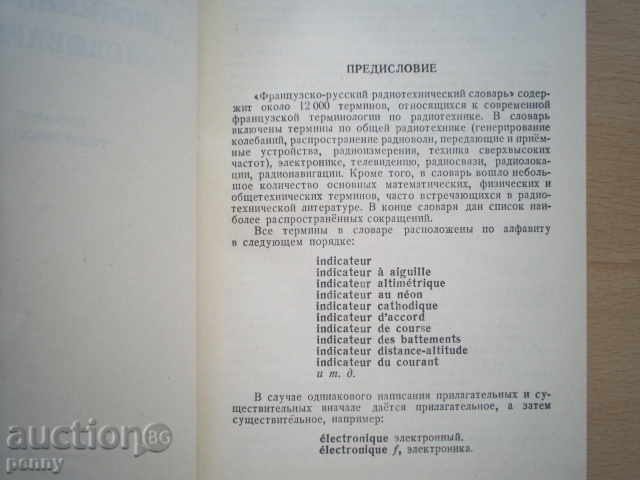 ПРЕДИСЛОВИЕ
«Французско-русский радиотехнический словарь» содер-
жит около 12 000 терминов, относящихся к современной
французской терминологии по радиотехнике. В словарь
включены термины по общей радиотехнике (генерирование
колебаний, распространение радиоволн, передающие и приём-
ные устройства, радиоизмерения, техника сверхвысоких
частот), электронике, телевидению, радиосвязи, радиолока-
ции, радионавигации. Кроме того, в словарь вошло неболь-
шое количество основных математических, физических и
общетехнических терминов, часто встречающихся в радио-
технической литературе. В конце словаря дан список наи-
более распространённых сокращений.
Все термины в словаре расположены по алфавиту
в следующем порядке:
indicateur
indicateur à aiguille
indicateur altimétrique
indicateur au néon
indicateur cathodique
indicateur d'accord
indicateur de course
indicateur des battements
indicateur distance-altitude
indicateur du courant
и т. д.
В случае одинакового написания прилагательных и су-
ществительных вначале даётся прилагательное, а затем
существительное, например:
électronique электронный.
électronique f, электроника.
auction BG
penny